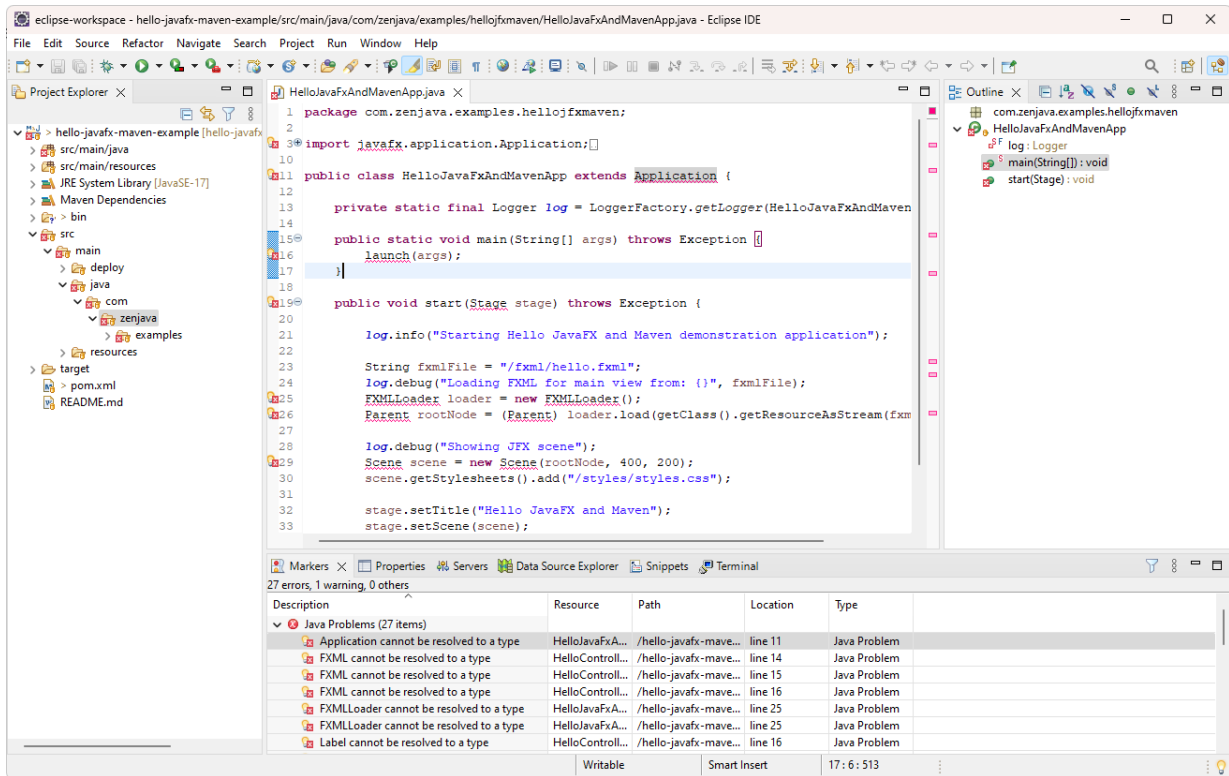 eclipse-workspace - hello-javafx-maven-example/src/main/java/com/zenjava/examples/hellojfxmaven/HelloJavaFxAndMavenApp.java - Eclipse IDE
File Edit Source Refactor Navigate Search Project Run Window Help
Project Explorer
> hello-javafx-maven-example [hello-javafx
src/main/java
src/main/resources
JRE System Library [JavaSE-17]
Maven Dependencies
> bin
src
main
deploy
java
com
zenjava
examples
resources
target
> pom.xml
README.md
HelloJavaFxAndMavenApp.java
1 package com.zenjava.examples.hellojfxmaven;
2
3 import javafx.application.Application;
10
11 public class HelloJavaFxAndMavenApp extends Application {
12
13 private static final Logger log = LoggerFactory.getLogger(HelloJavaFxAndMaven
14
15 public static void main(String[] args) throws Exception {
16 launch(args);
17 }
18
19 public void start(Stage stage) throws Exception {
20
21 log.info("Starting Hello JavaFX and Maven demonstration application");
22
23 String fxmlFile = "/fxml/hello.fxml";
24 log.debug("Loading FXML for main view from: {}", fxmlFile);
25 FXMLLoader loader = new FXMLLoader();
26 Parent rootNode = (Parent) loader.load(getClass().getResourceAsStream(fxm
27
28 log.debug("Showing JFX scene");
29 Scene scene = new Scene(rootNode, 400, 200);
30 scene.getStylesheets().add("/styles/styles.css");
31
32 stage.setTitle("Hello JavaFX and Maven");
33 stage.setScene(scene);
Outline
com.zenjava.examples.hellojfxmaven
HelloJavaFxAndMavenApp
log : Logger
main(String[]) : void
start(Stage) : void
Markers Properties Servers Data Source Explorer Snippets Terminal
27 errors, 1 warning, 0 others
Description Resource Path Location Type
Java Problems (27 items)
Application cannot be resolved to a type HelloJavaFxA... /hello-javafx-mave... line 11 Java Problem
FXML cannot be resolved to a type HelloControll... /hello-javafx-mave... line 14 Java Problem
FXML cannot be resolved to a type HelloControll... /hello-javafx-mave... line 15 Java Problem
FXML cannot be resolved to a type HelloControll... /hello-javafx-mave... line 16 Java Problem
FXMLLoader cannot be resolved to a type HelloJavaFxA... /hello-javafx-mave... line 25 Java Problem
FXMLLoader cannot be resolved to a type HelloJavaFxA... /hello-javafx-mave... line 25 Java Problem
Label cannot be resolved to a type HelloControll... /hello-javafx-mave... line 16 Java Problem
Writable Smart Insert 17 : 6 : 513